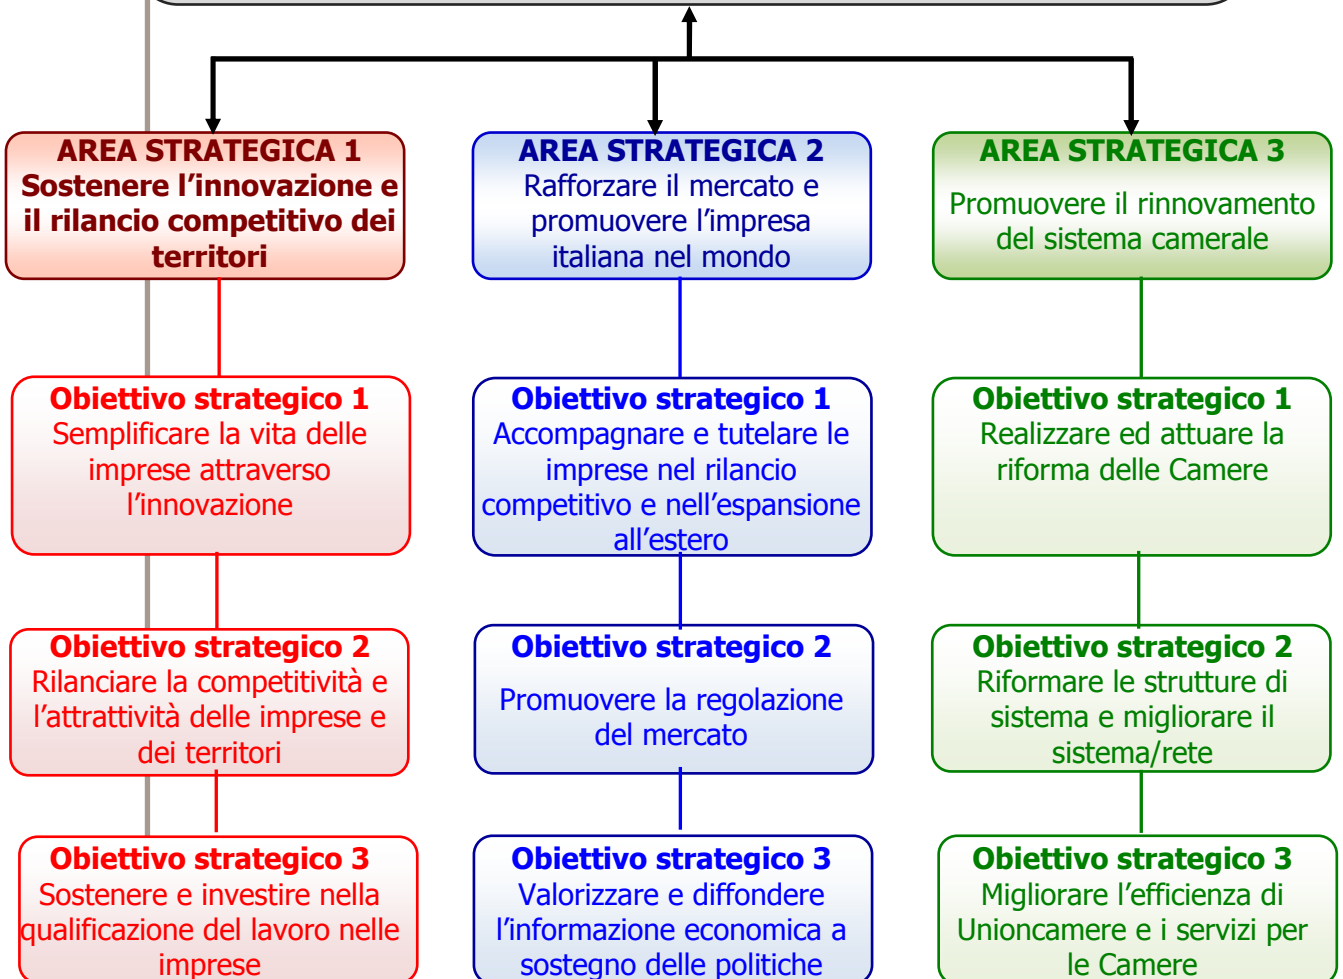 AREA STRATEGICA 1
Sostenere l’innovazione e
il rilancio competitivo dei
territori
AREA STRATEGICA 2
Rafforzare il mercato e
promuovere l’impresa
italiana nel mondo
AREA STRATEGICA 3
Promuovere il rinnovamento
del sistema camerale
Obiettivo strategico 1
Semplificare la vita delle
imprese attraverso
l’innovazione
Obiettivo strategico 1
Accompagnare e tutelare le
imprese nel rilancio
competitivo e nell’espansione
all’estero
Obiettivo strategico 1
Realizzare ed attuare la
riforma delle Camere
Obiettivo strategico 2
Rilanciare la competitività e
l’attrattività delle imprese e
dei territori
Obiettivo strategico 2
Promuovere la regolazione
del mercato
Obiettivo strategico 2
Riformare le strutture di
sistema e migliorare il
sistema/rete
Obiettivo strategico 3
Sostenere e investire nella
qualificazione del lavoro nelle
imprese
Obiettivo strategico 3
Valorizzare e diffondere
l’informazione economica a
sostegno delle politiche
Obiettivo strategico 3
Migliorare l’efficienza di
Unioncamere e i servizi per
le Camere